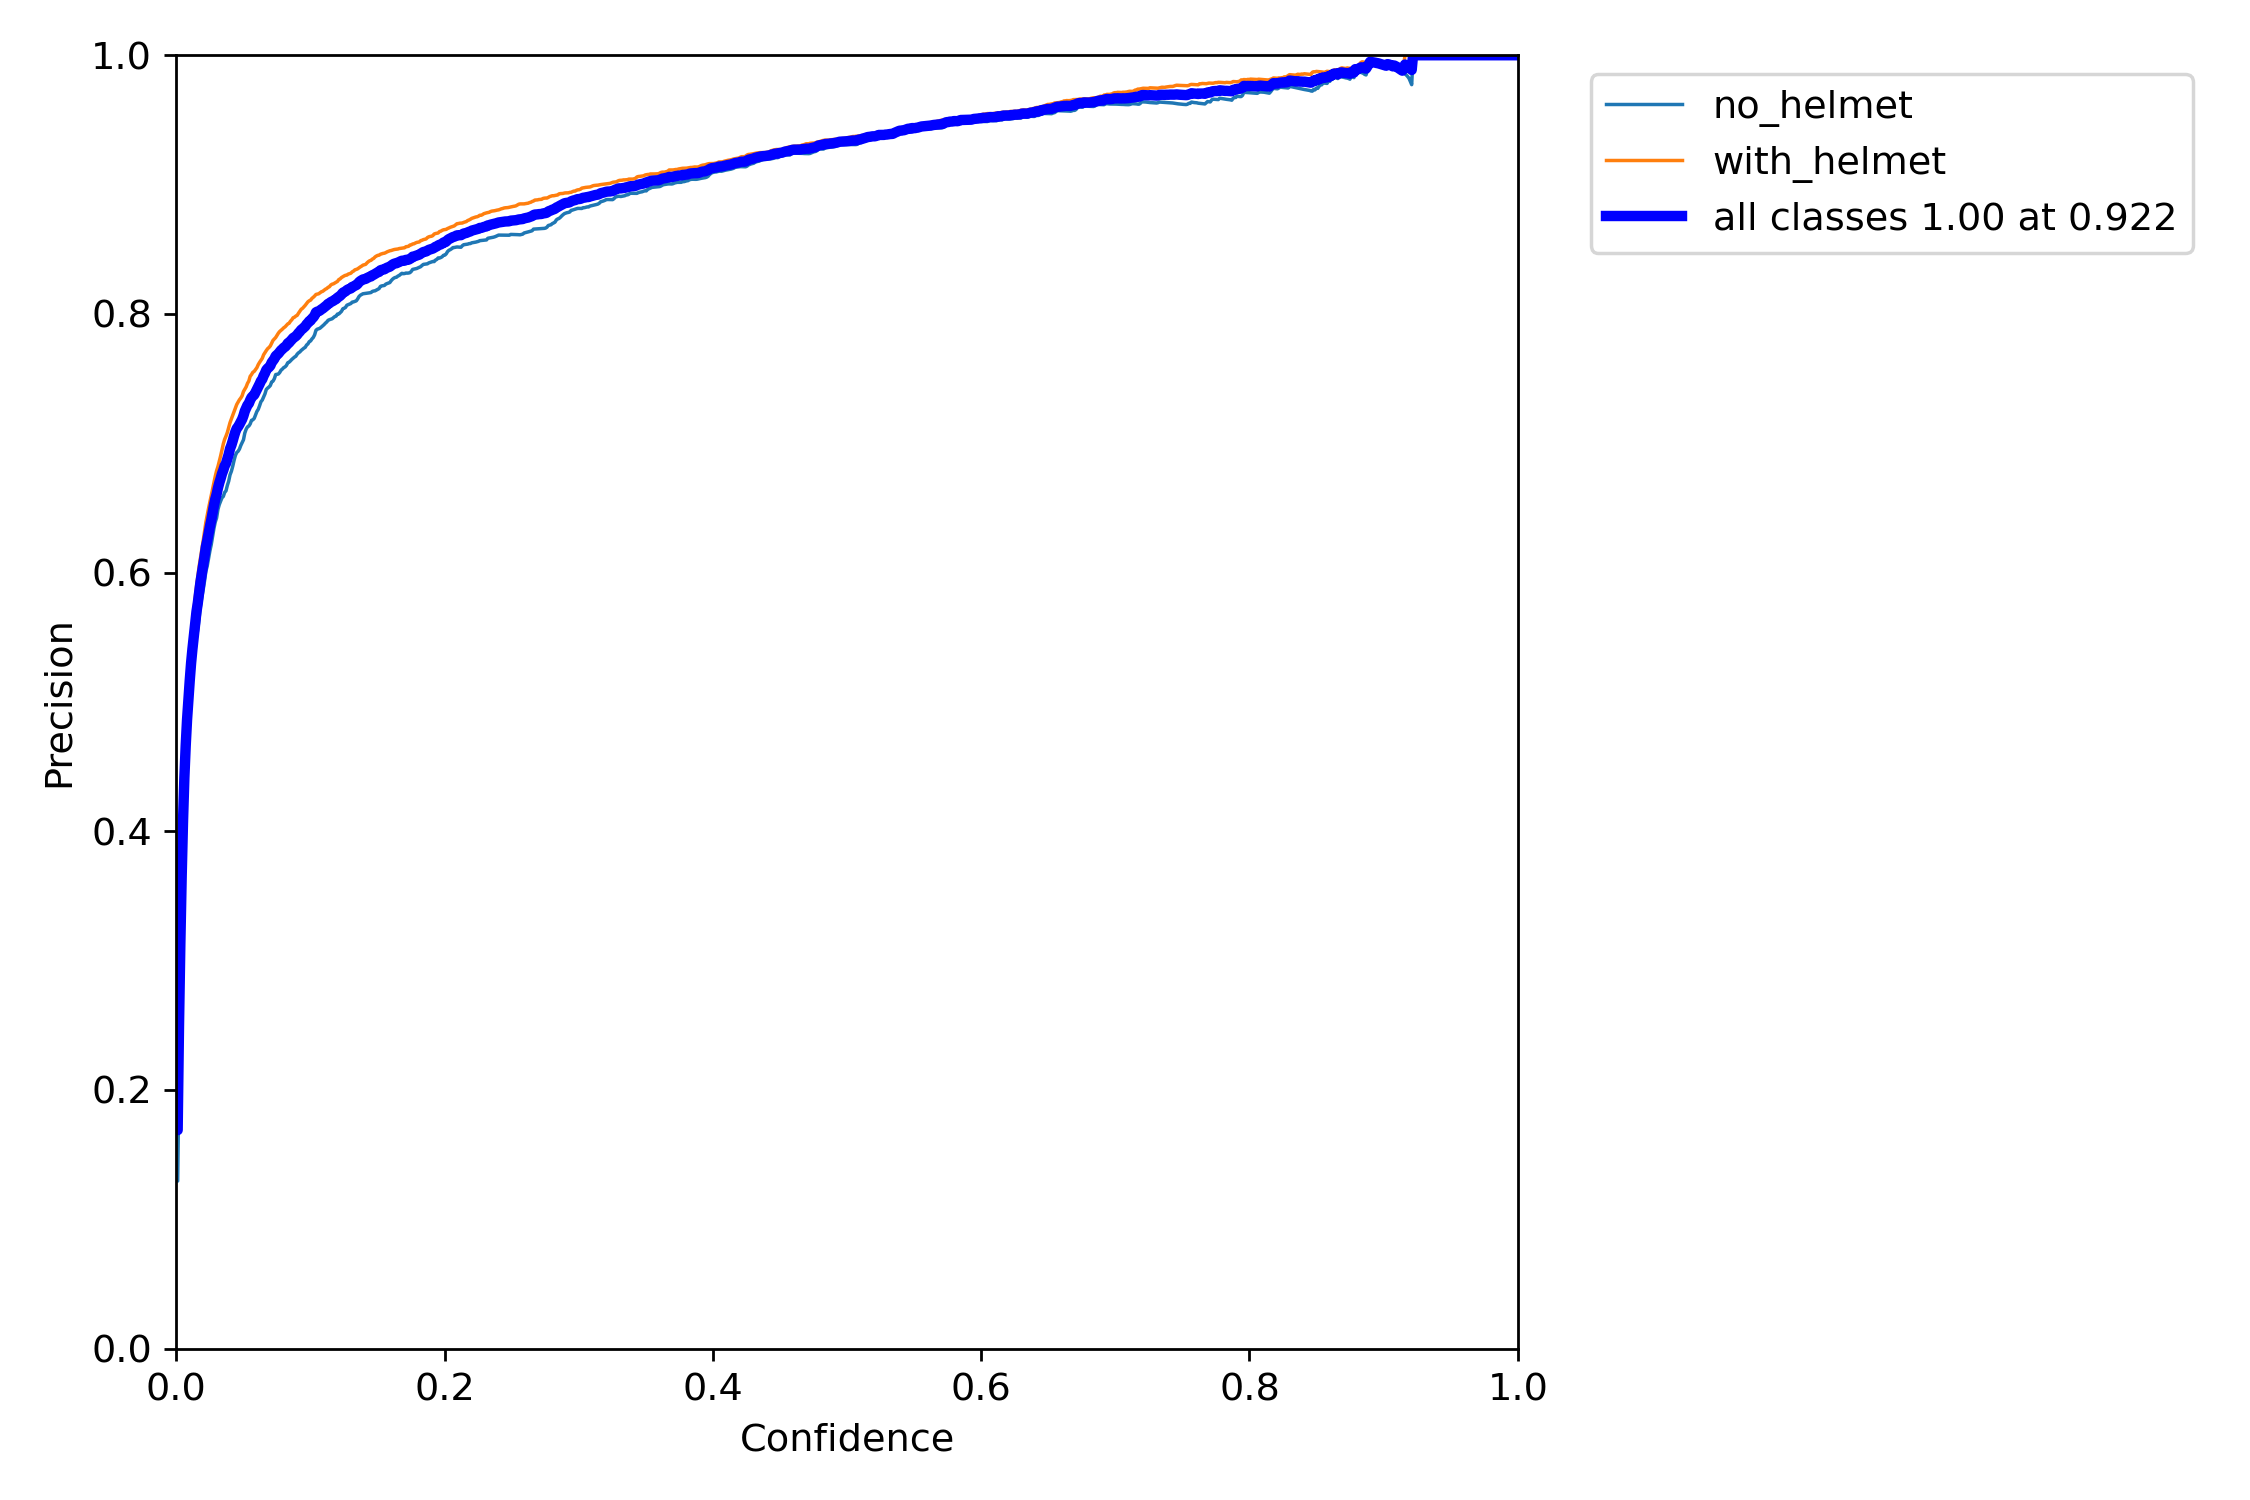 1.0
0.8
0.6
0.4
0.2
0.0
Precision
0.0 0.2 0.4 0.6 0.8 1.0
Confidence
no_helmet
with_helmet
all classes 1.00 at 0.922